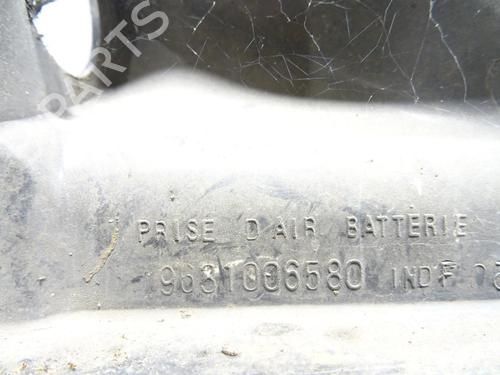 PARTS
PRISE D'AIR BATTERIE
9631006580 IND F